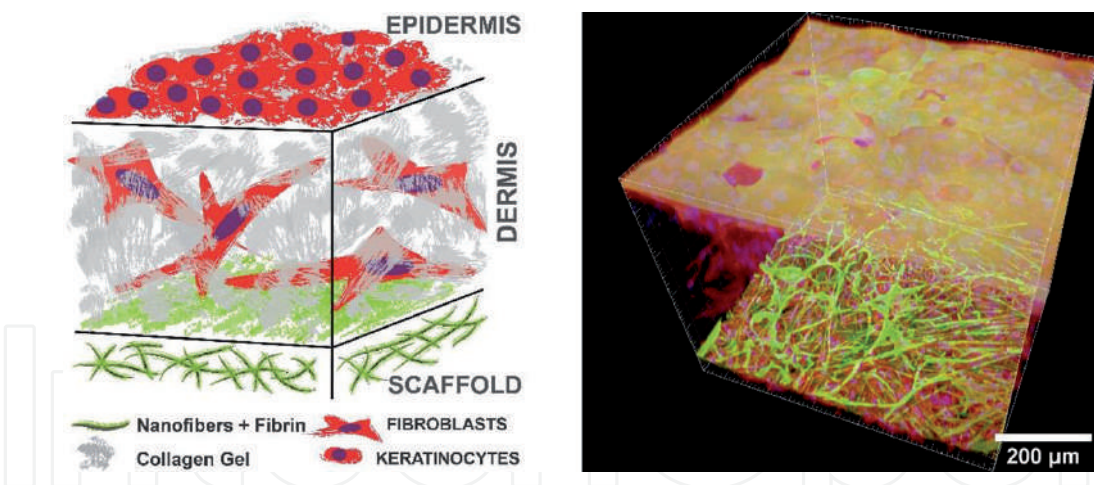 EPIDERMIS
DERMIS
SCAFFOLD
Nanofibers + Fibrin
FIBROBLASTS
Collagen Gel
KERATINOCYTES
200 µm